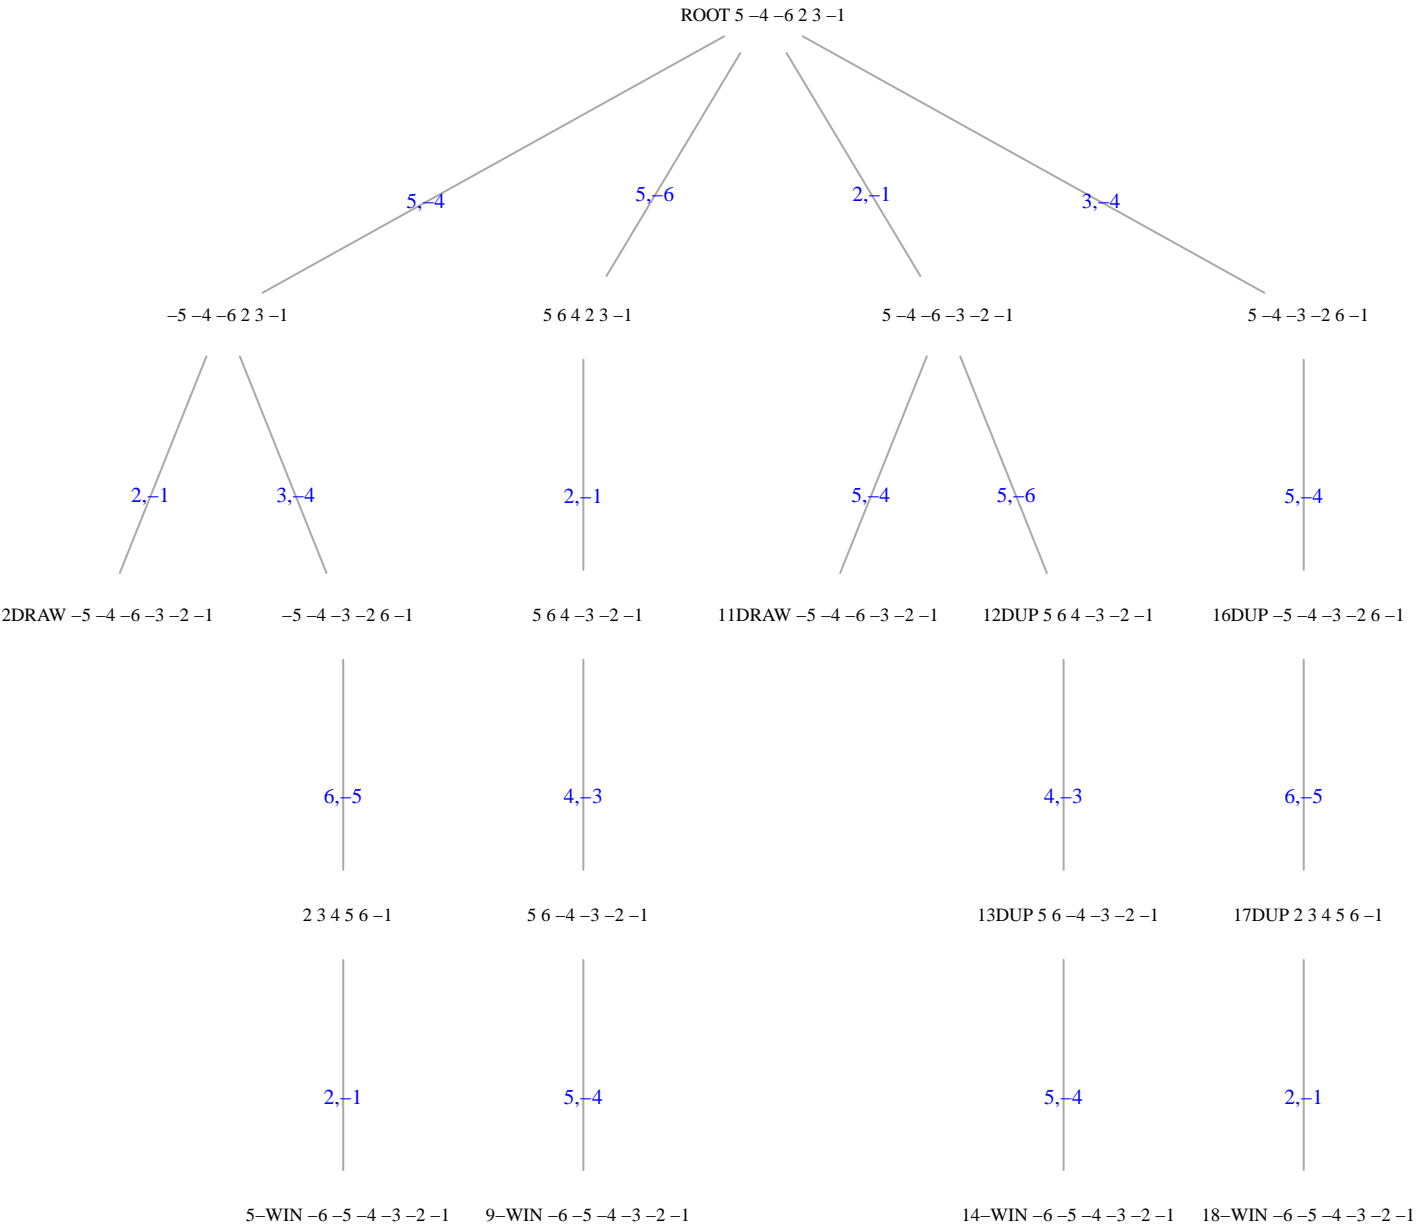 ROOT 5 –4 –6 2 3 –1
5,–4
5,–6
2,–1
3,–4
–5 –4 –6 2 3 –1
5 6 4 2 3 –1
5 –4 –6 –3 –2 –1
5 –4 –3 –2 6 –1
2,–1
3,–4
2,–1
5,–4
5,–6
5,–4
2DRAW –5 –4 –6 –3 –2 –1
–5 –4 –3 –2 6 –1
5 6 4 –3 –2 –1
11DRAW –5 –4 –6 –3 –2 –1
12DUP 5 6 4 –3 –2 –1
16DUP –5 –4 –3 –2 6 –1
6,–5
4,–3
4,–3
6,–5
2 3 4 5 6 –1
5 6 –4 –3 –2 –1
13DUP 5 6 –4 –3 –2 –1
17DUP 2 3 4 5 6 –1
2,–1
5,–4
5,–4
2,–1
5–WIN –6 –5 –4 –3 –2 –1
9–WIN –6 –5 –4 –3 –2 –1
14–WIN –6 –5 –4 –3 –2 –1
18–WIN –6 –5 –4 –3 –2 –1